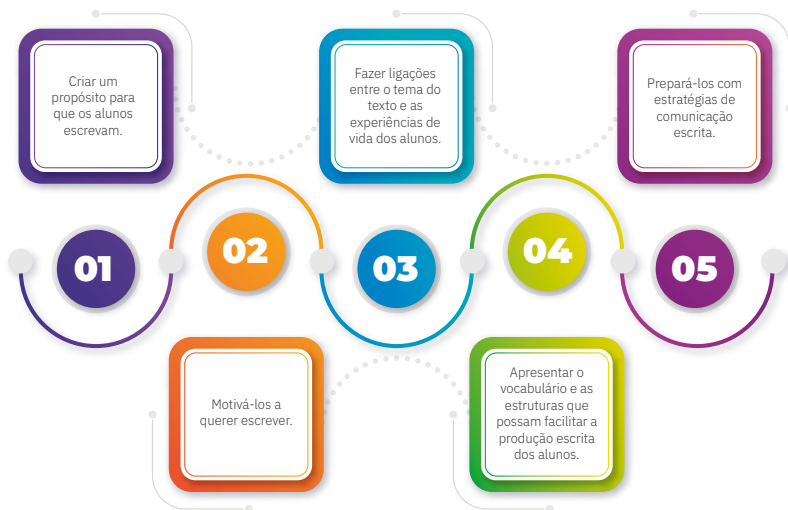 Criar um
propósito para
que os alunos
escrevam.
Fazer ligações
entre o tema do
texto e as
experiências de
vida dos alunos.
Prepará-los com
estratégias de
comunicação
escrita.
01
02
03
04
05
Motivá-los a
querer escrever.
Apresentar o
vocabulário e as
estruturas que
possam facilitar a
produção escrita
dos alunos.